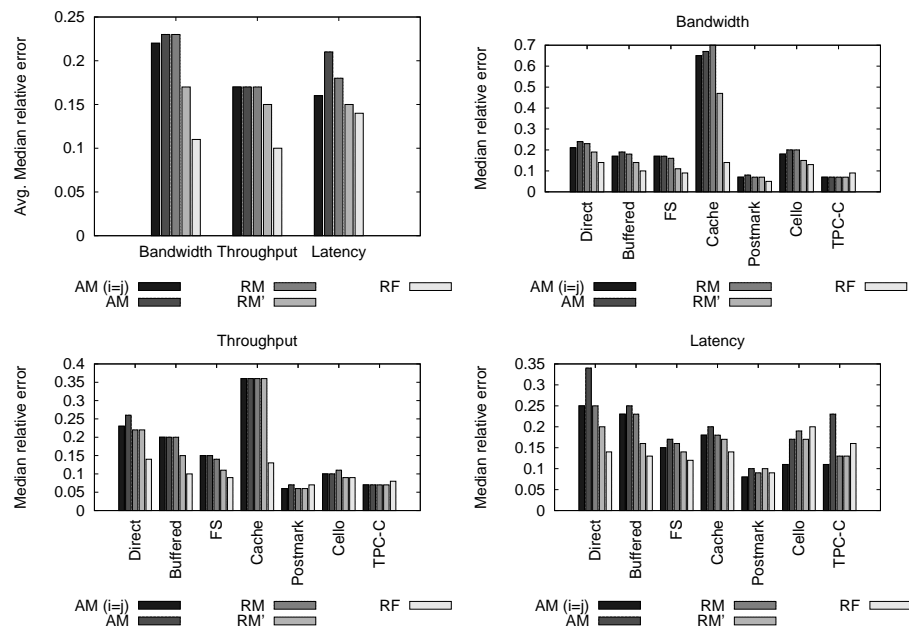 Avg. Median relative error
0.25
0.2
0.15
0.1
0.05
0
Bandwidth Throughput Latency
AM (i=j)
AM
RM
RM'
RF
Bandwidth
Median relative error
0.7
0.6
0.5
0.4
0.3
0.2
0.1
0
Direct
Buffered
FS
Cache
Postmark
Cello
TPC-C
AM (i=j)
AM
RM
RM'
RF
Throughput
Median relative error
0.4
0.35
0.3
0.25
0.2
0.15
0.1
0.05
0
Direct
Buffered
FS
Cache
Postmark
Cello
TPC-C
AM (i=j)
AM
RM
RM'
RF
Latency
Median relative error
0.35
0.3
0.25
0.2
0.15
0.1
0.05
0
Direct
Buffered
FS
Cache
Postmark
Cello
TPC-C
AM (i=j)
AM
RM
RM'
RF